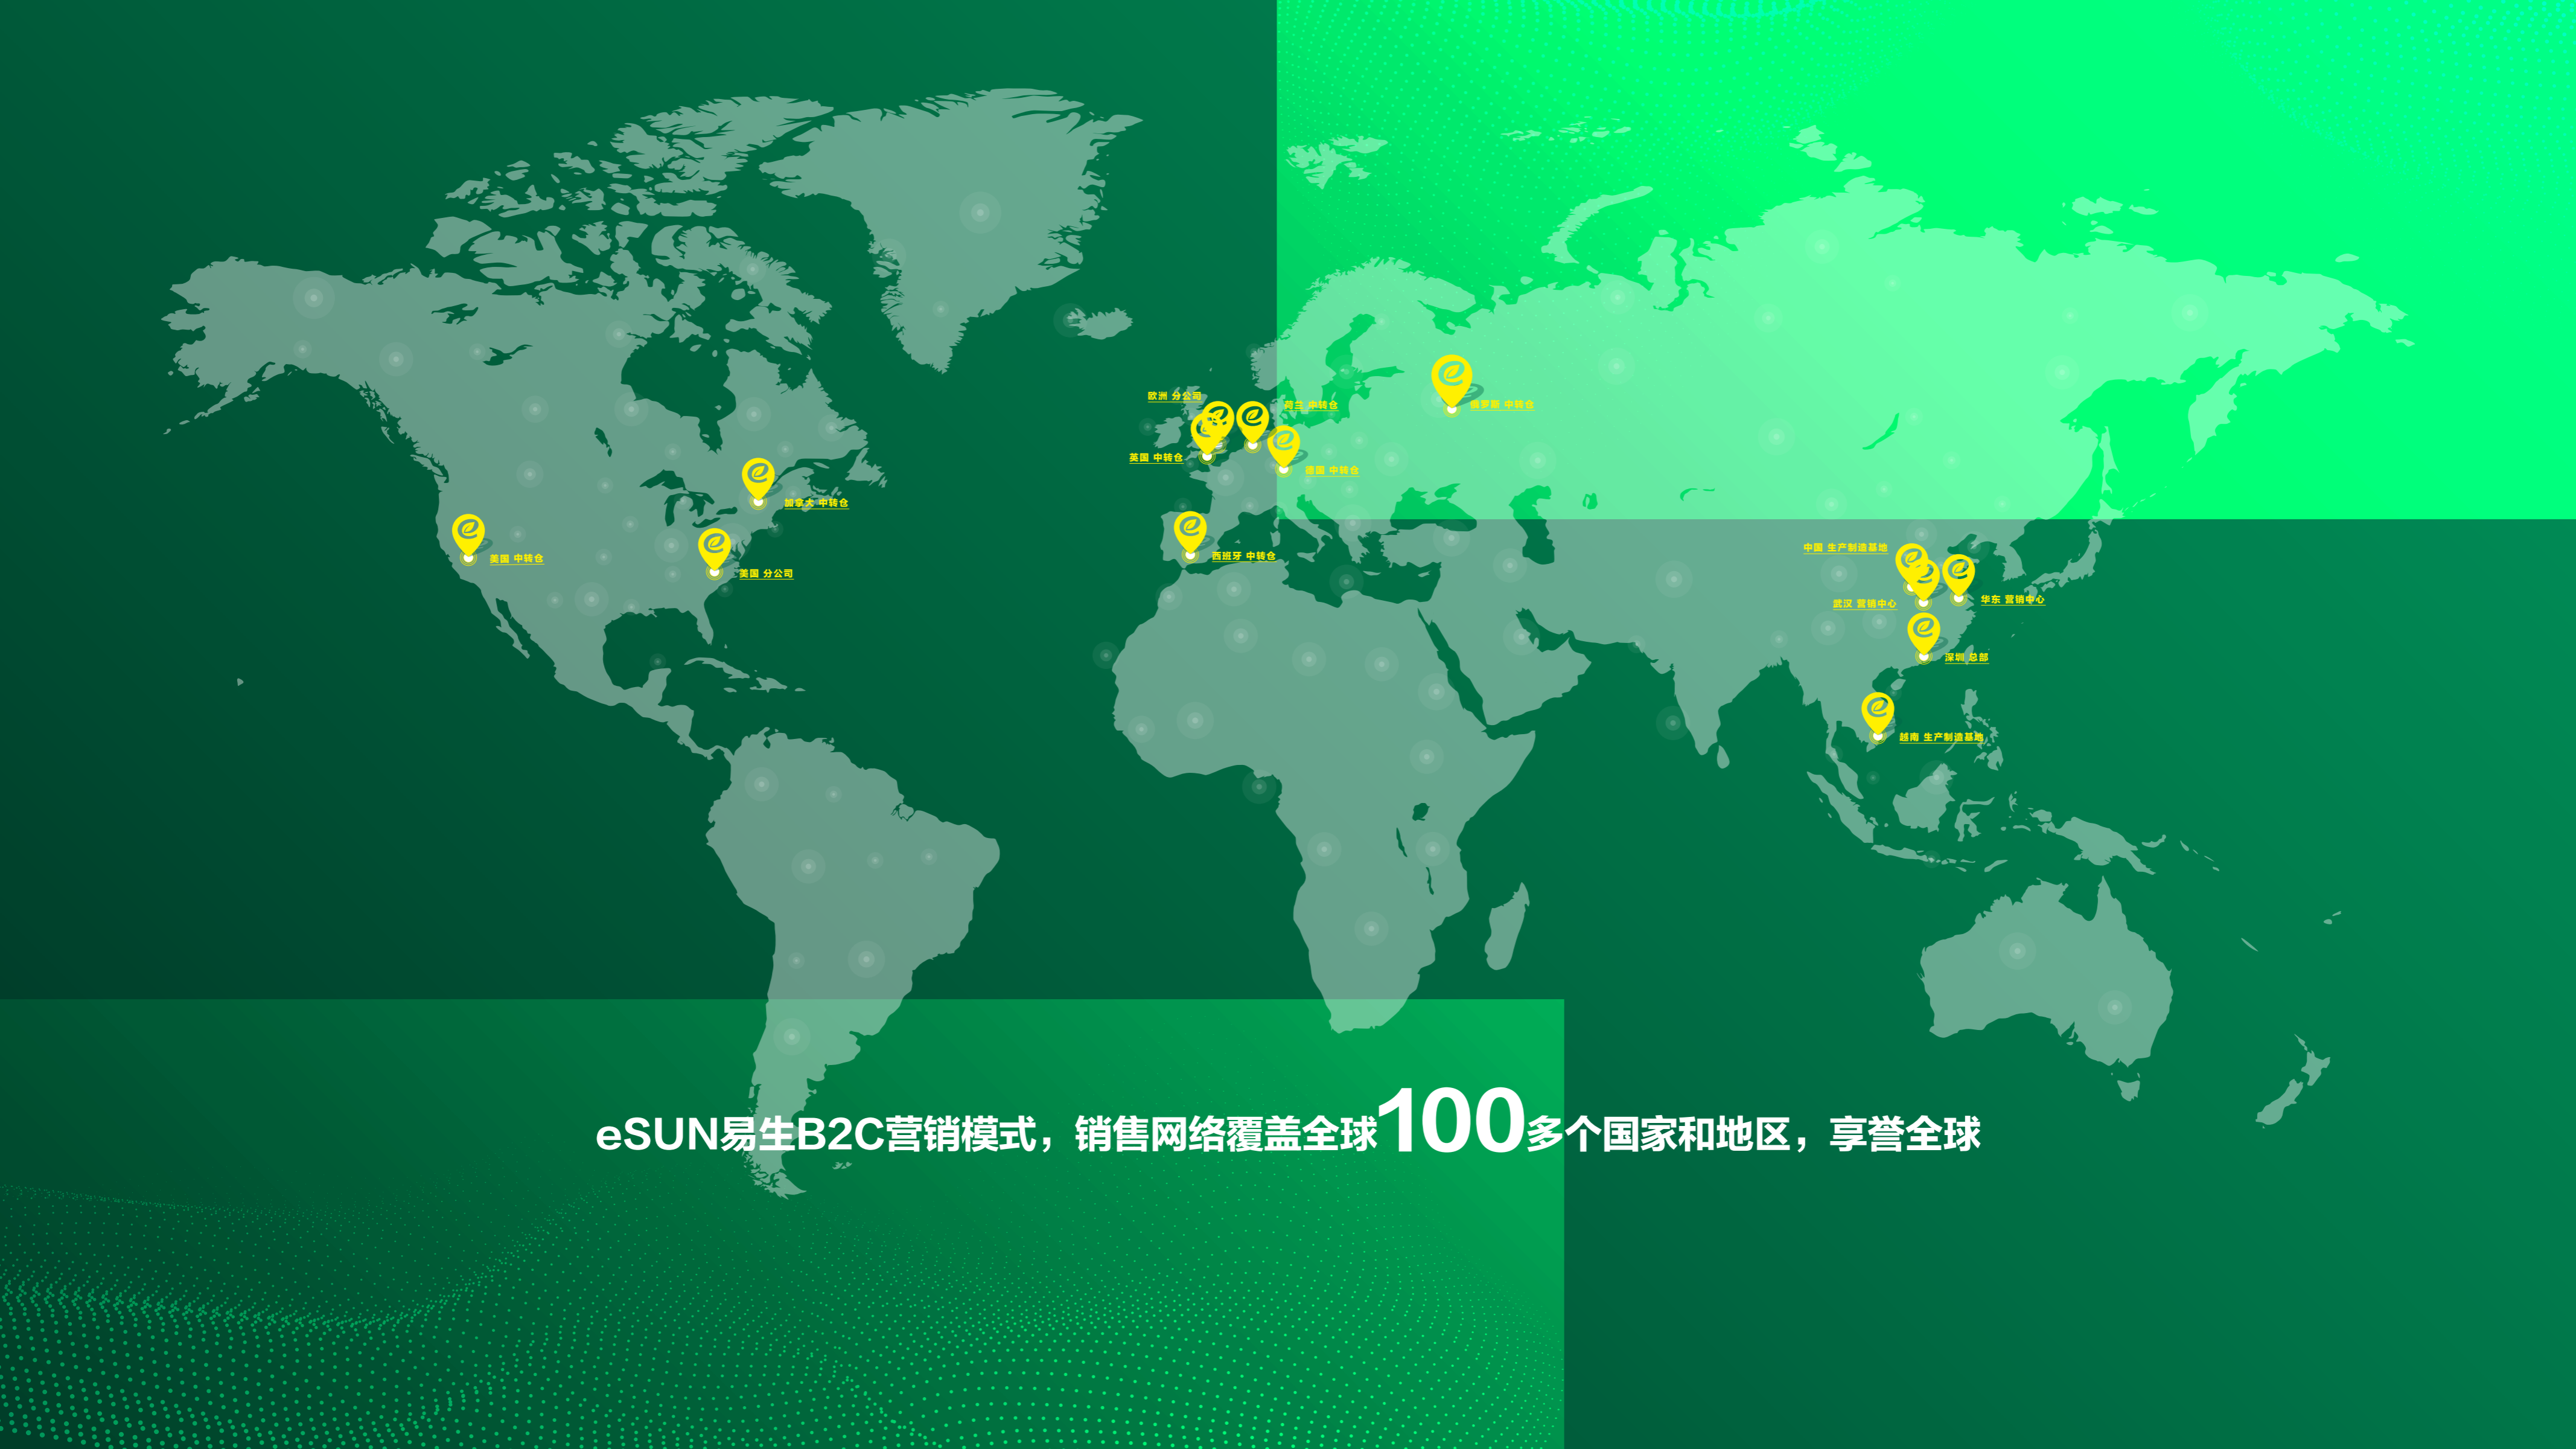 欧洲 分公司
荷兰 中转仓
俄罗斯 中转仓
英国 中转仓
德国 中转仓
加拿大 中转仓
美国 中转仓
美国 分公司
西班牙 中转仓
中国 生产制造基地
武汉 营销中心
华东 营销中心
深圳 总部
越南 生产制造基地
eSUN易生B2C营销模式，销售网络覆盖全球100多个国家和地区，享誉全球